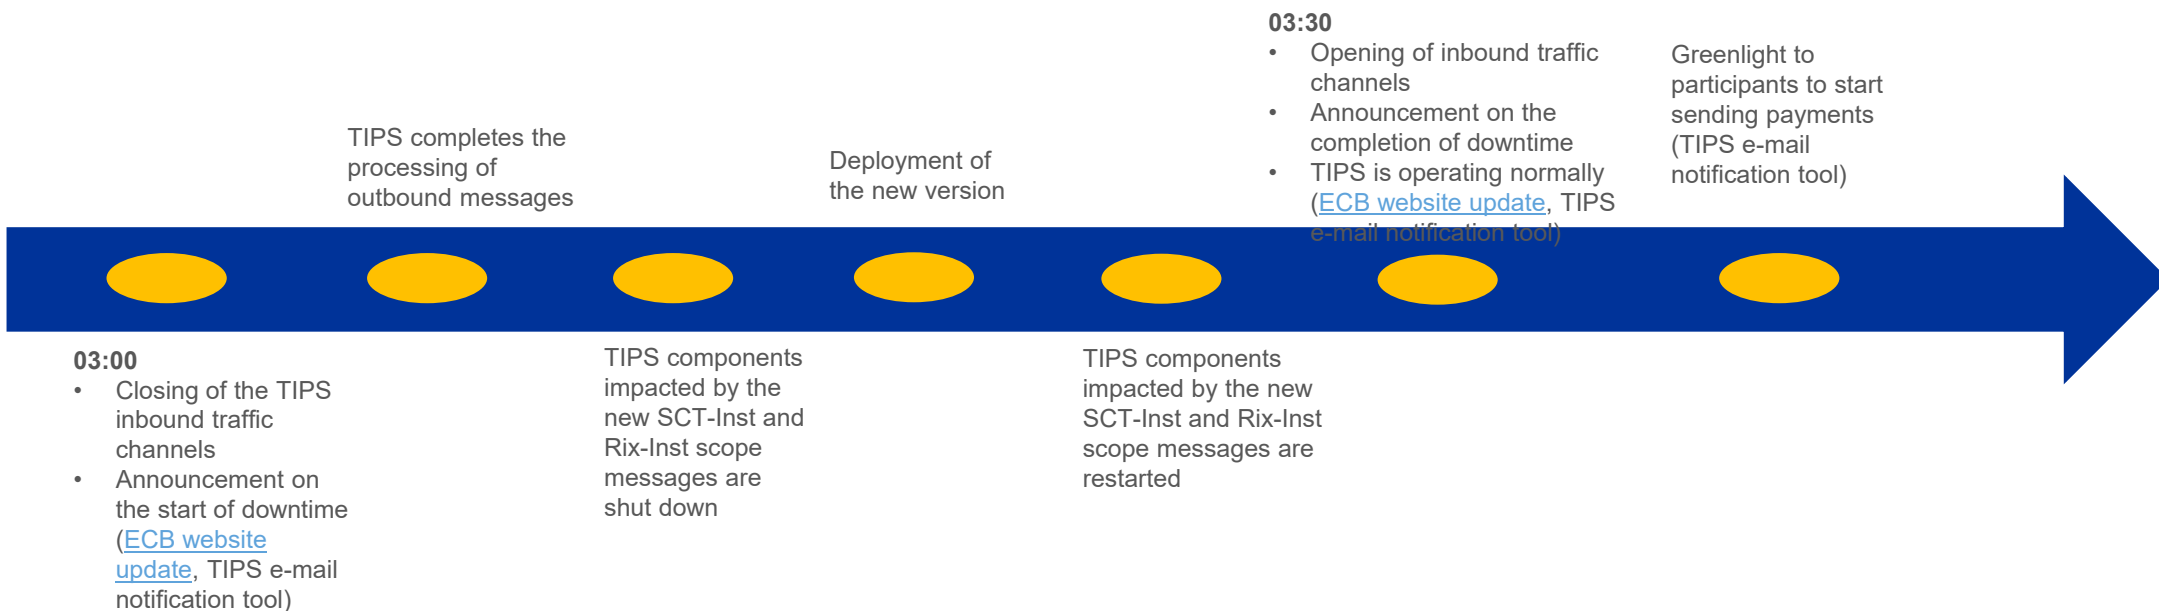 03:00
• Closing of the TIPS
inbound traffic
channels
• Announcement on
the start of downtime
(ECB website
update, TIPS e-mail
notification tool)
TIPS completes the
processing of
outbound messages
TIPS components
impacted by the
new SCT-Inst and
Rix-Inst scope
messages are
shut down
Deployment of
the new version
TIPS components
impacted by the new
SCT-Inst and Rix-Inst
scope messages are
restarted
03:30
• Opening of inbound traffic
channels
• Announcement on the
completion of downtime
• TIPS is operating normally
(ECB website update, TIPS
e-mail notification tool)
Greenlight to
participants to start
sending payments
(TIPS e-mail
notification tool)